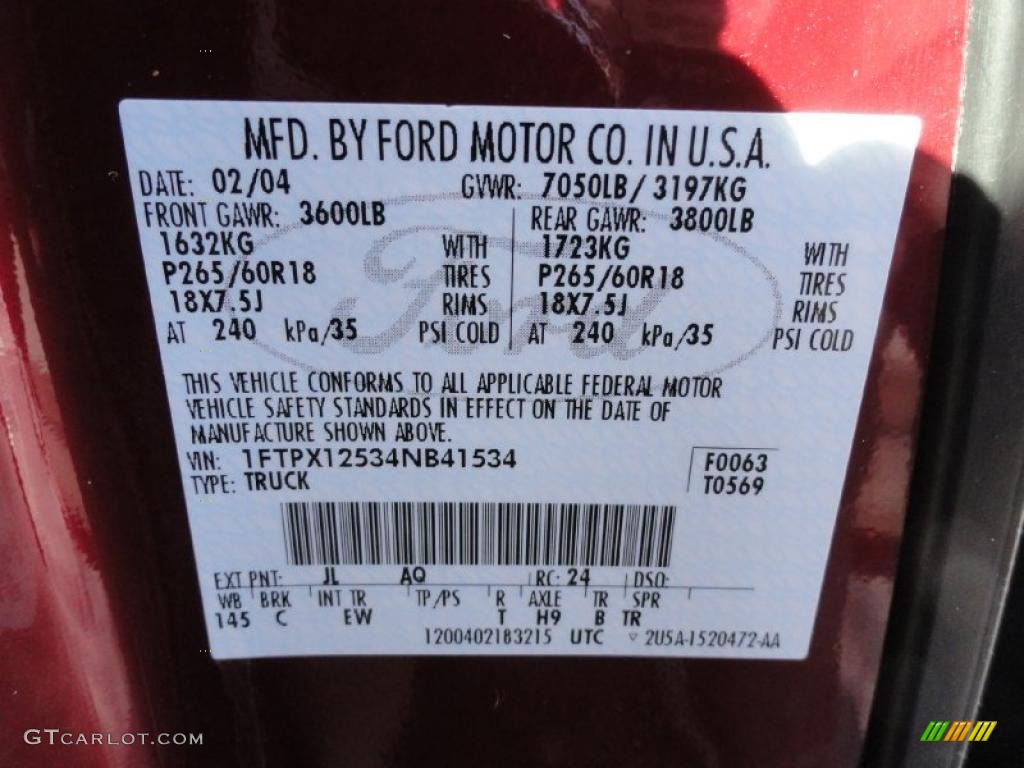 MFD. BY FORD MOTOR CO. IN U.S.A.
DATE: 02/04 GVWR: 7050LB / 3197KG
FRONT GAWR: 3600LB REAR GAWR: 3800LB
1632KG WITH 1723KG WITH
P265/60R18 TIRES P265/60R18 TIRES
18X7.5J RIMS 18X7.5J RIMS
AT 240 kPa/35 PSI COLD AT 240 kPa/35 PSI COLD
Ford
THIS VEHICLE CONFORMS TO ALL APPLICABLE FEDERAL MOTOR
VEHICLE SAFETY STANDARDS IN EFFECT ON THE DATE OF
MANUFACTURE SHOWN ABOVE.
VIN: 1FTPX12534NB41534 F0063
TYPE: TRUCK T0569
EXT PNT: JL AQ RC: 24 DSO:
WB BRK INT TR TP/PS R AXLE TR SPR
145 C EW T H9 B TR
1200402183215 UTC ▽ 2U5A-1520472-AA
GTCARLOT.COM